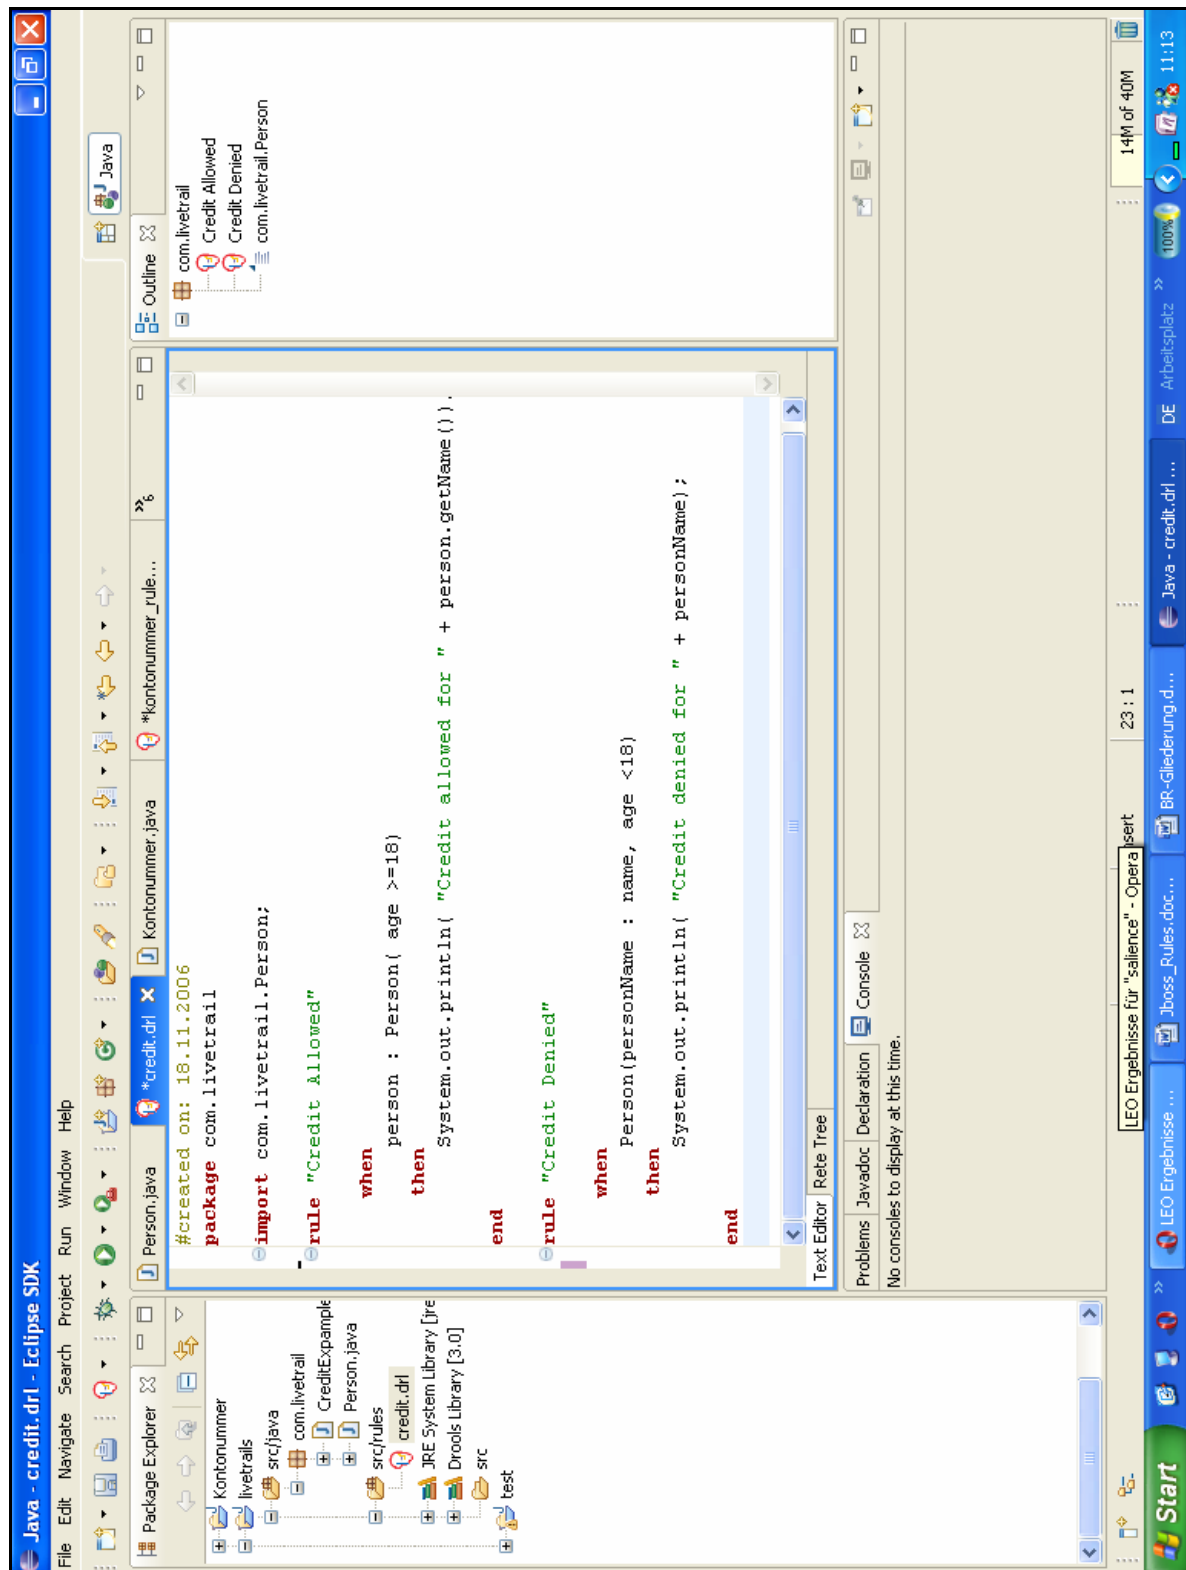 Java - credit.drl - Eclipse SDK
File Edit Navigate Search Project Run Window Help
Java
Package Explorer
Kontonummer
livetrails
src/java
com.livetrail
CreditExpample
Person.java
src/rules
credit.drl
JRE System Library [jre
Drools Library [3.0]
src
test
Person.java
*credit.drl
Kontonummer.java
*kontonummer_rule...
»6
#created on: 18.11.2006
package com.livetrail
import com.livetrail.Person;
rule "Credit Allowed"
when
person : Person( age >=18)
then
System.out.println( "Credit allowed for " + person.getName()).
end
rule "Credit Denied"
when
Person(personName : name, age <18)
then
System.out.println( "Credit denied for " + personName);
end
Text Editor Rete Tree
Outline
com.livetrail
Credit Allowed
Credit Denied
com.livetrail.Person
Problems Javadoc Declaration Console
No consoles to display at this time.
LEO Ergebnisse für "salience" - Opera
sert
23 : 1
14M of 40M
Start
»
LEO Ergebnisse ...
Jboss_Rules.doc...
BR-Gliederung.d...
Java - credit.drl ...
DE
Arbeitsplatz
»
100%
11:13